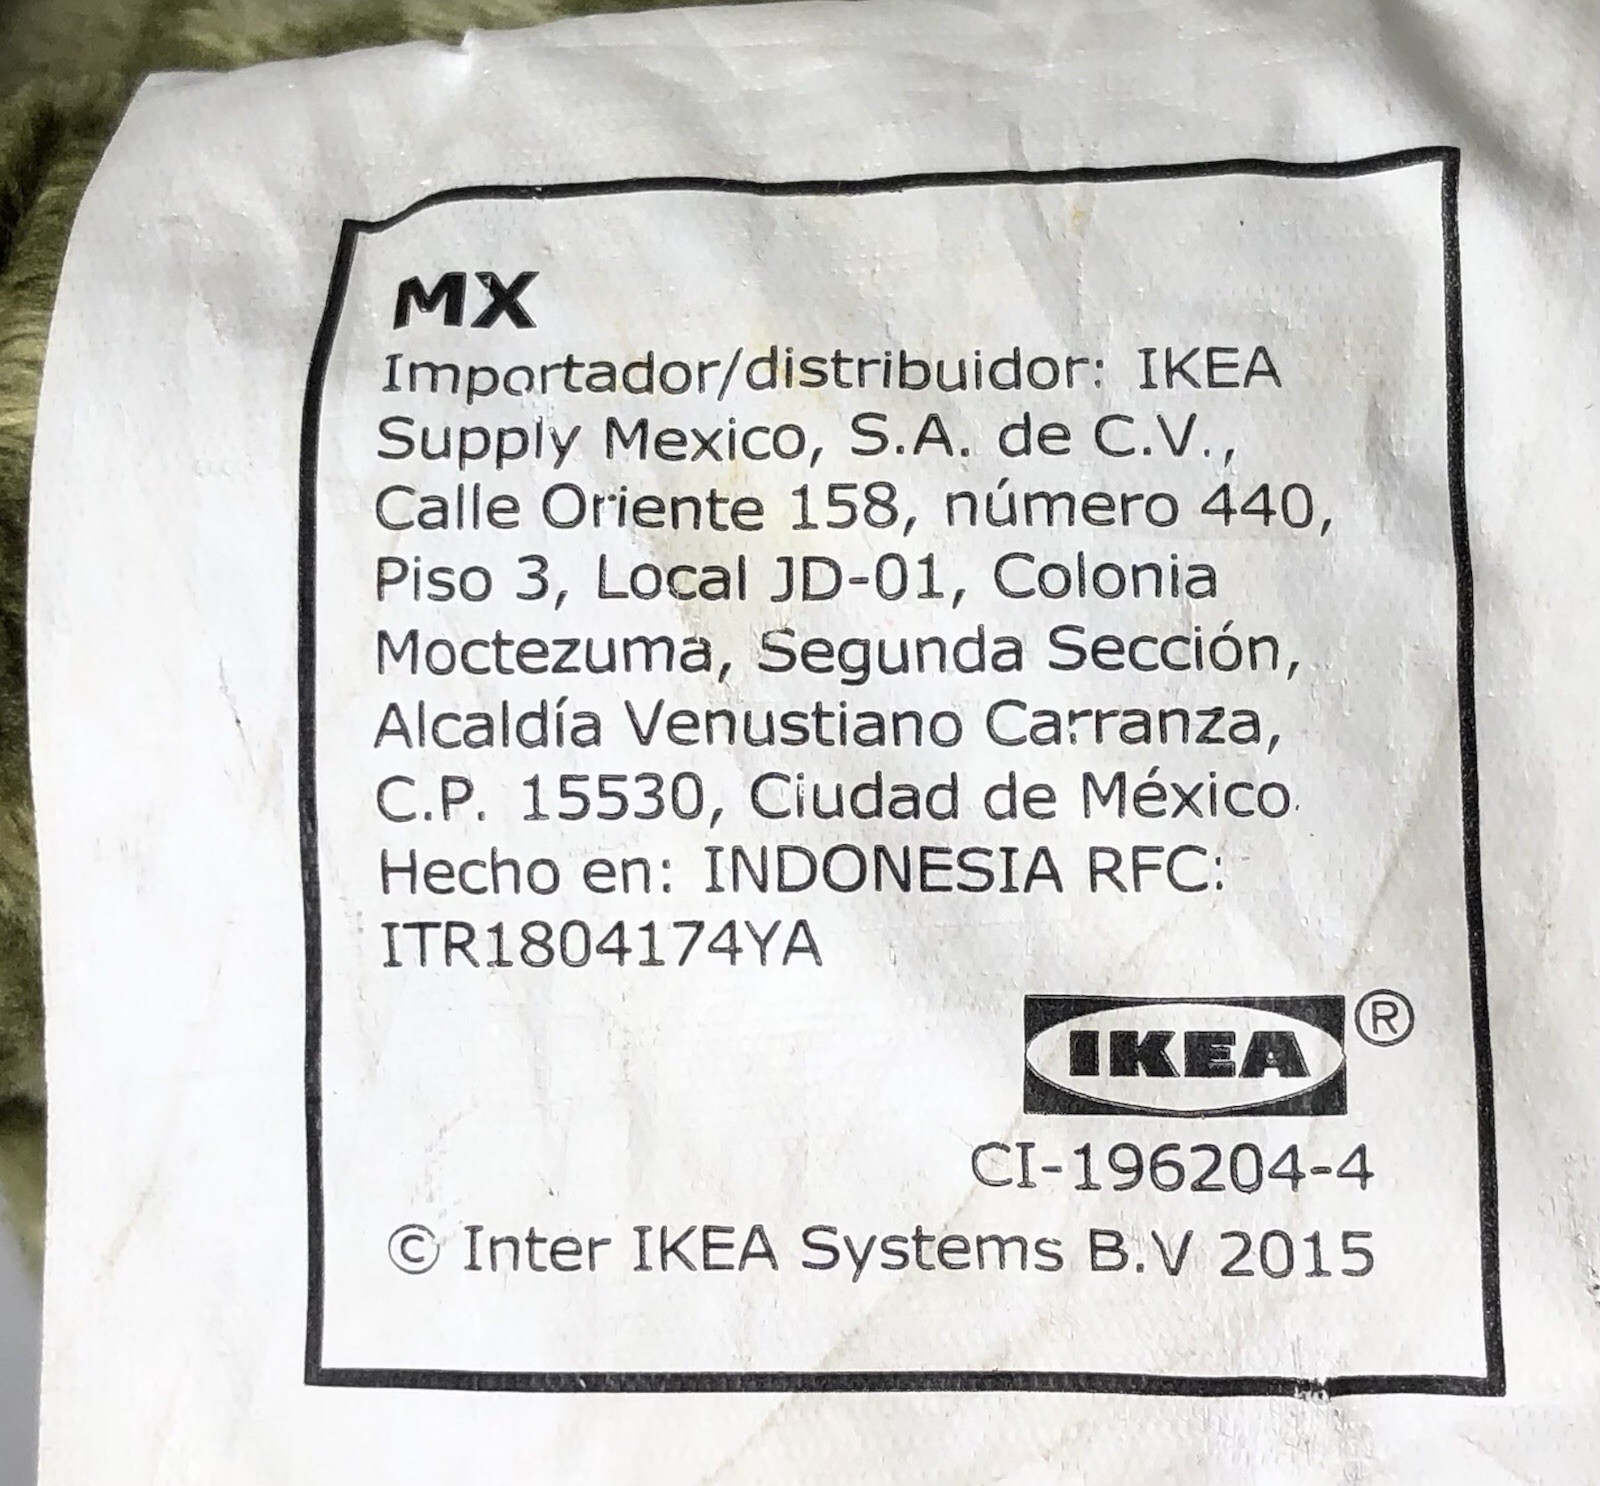 MX
Importador/distribuidor: IKEA
Supply Mexico, S.A. de C.V.,
Calle Oriente 158, número 440,
Piso 3, Local JD-01, Colonia
Moctezuma, Segunda Sección,
Alcaldía Venustiano Carranza,
C.P. 15530, Ciudad de México.
Hecho en: INDONESIA RFC:
ITR1804174YA
IKEA®
CI-196204-4
© Inter IKEA Systems B.V 2015